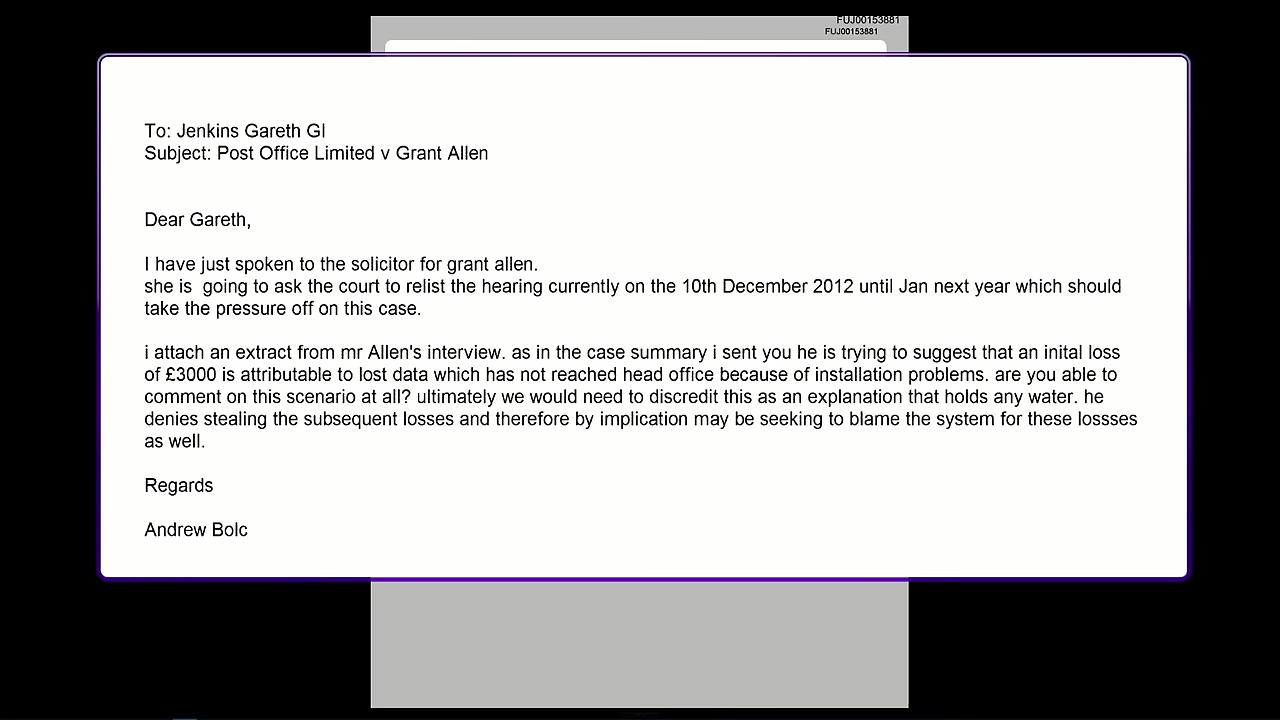 FUJ00153881
FUJ00153881
To: Jenkins Gareth GI
Subject: Post Office Limited v Grant Allen
Dear Gareth,
I have just spoken to the solicitor for grant allen.
she is  going to ask the court to relist the hearing currently on the 10th December 2012 until Jan next year which should
take the pressure off on this case.
i attach an extract from mr Allen's interview. as in the case summary i sent you he is trying to suggest that an inital loss
of £3000 is attributable to lost data which has not reached head office because of installation problems. are you able to
comment on this scenario at all? ultimately we would need to discredit this as an explanation that holds any water. he
denies stealing the subsequent losses and therefore by implication may be seeking to blame the system for these lossses
as well.
Regards
Andrew Bolc